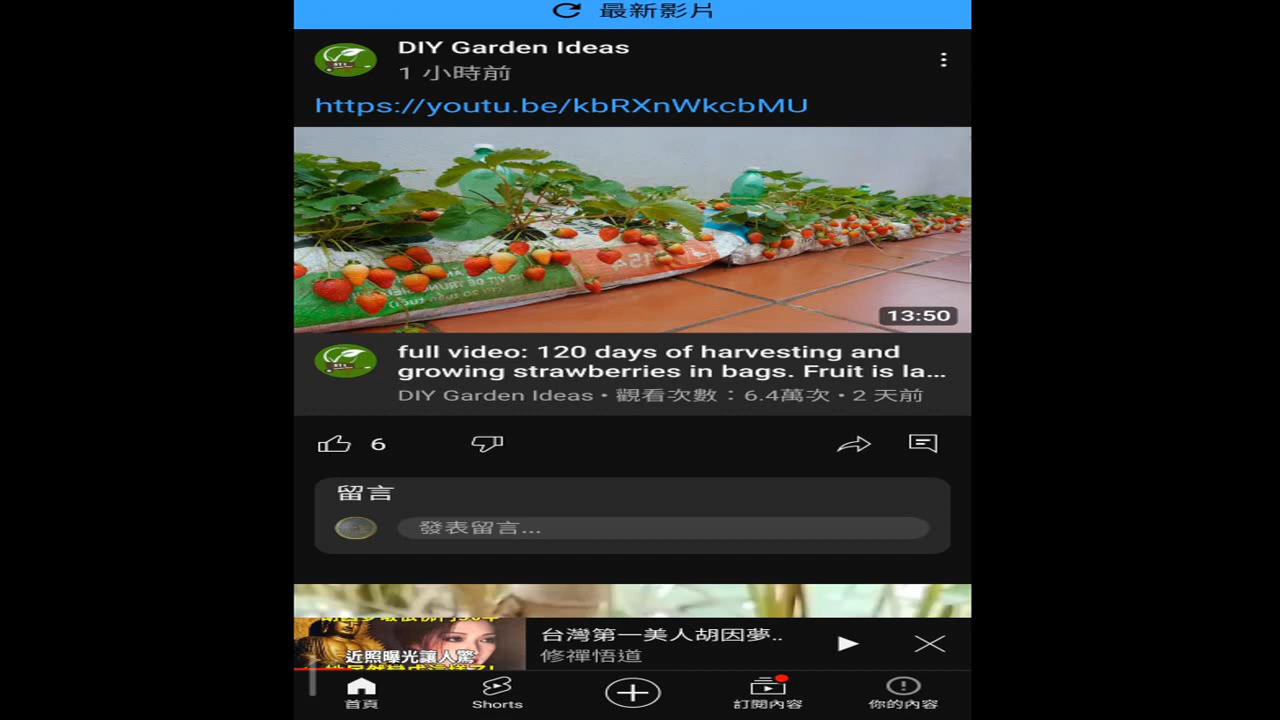 最新影片
DIY Garden Ideas
1 小時前
https://youtu.be/kbRXnWkcbMU
13:50
full video: 120 days of harvesting and
growing strawberries in bags. Fruit is la...
DIY Garden Ideas • 觀看次數：6.4萬次 • 2 天前
6
留言
發表留言...
台灣第一美人胡因夢..
修禪悟道
近照曝光讓人驚
首頁
Shorts
訂閱內容
你的內容